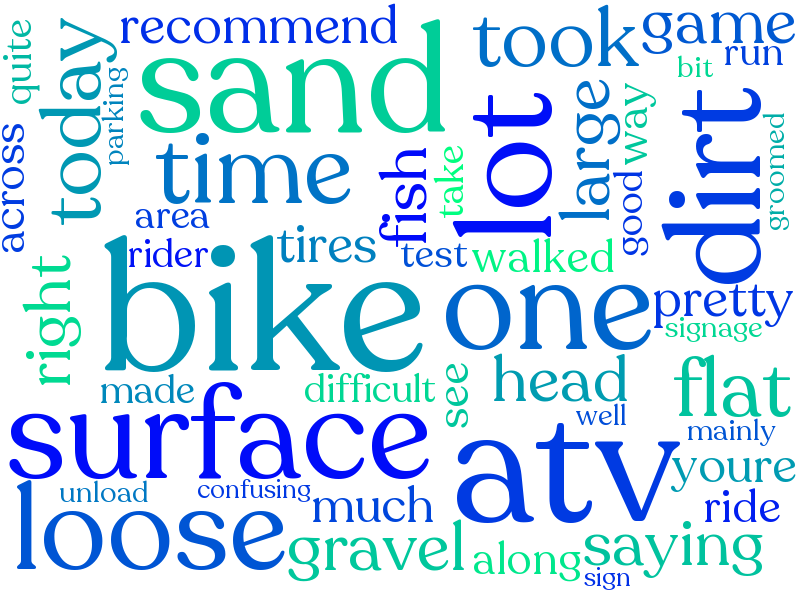 recommend
took
game
quite
today
parking
sand
bit
run
across
time
fish
take
lot
large
way
good
dirt
groomed
area
rider
tires
test
walked
right
bike
one
pretty
signage
made
difficult
see
head
well
flat
mainly
surface
atv
youre
unload
confusing
much
ride
loose
gravel
along
saying
sign